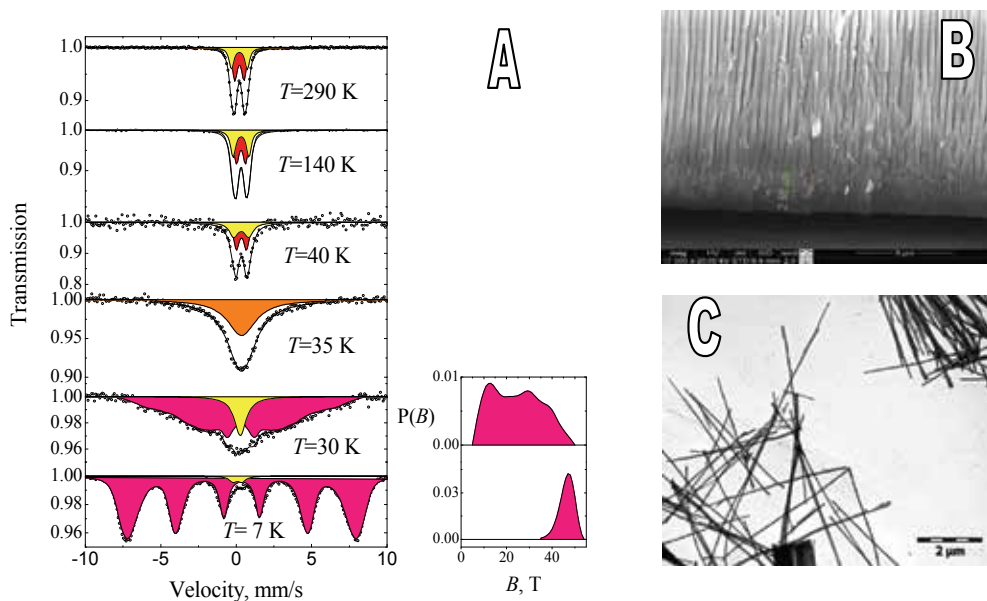 A
B
C
Transmission
1.0
0.9
T=290 K
1.0
0.9
T=140 K
1.0
0.9
0.8
T=40 K
1.00
0.95
0.90
T=35 K
1.00
0.96
T=30 K
1.00
0.98
0.96
T= 7 K
-10
-5
0
5
10
Velocity, mm/s
0.01
P(B)
0.00
0.03
0.00
0
20
40
B, T
2 µm